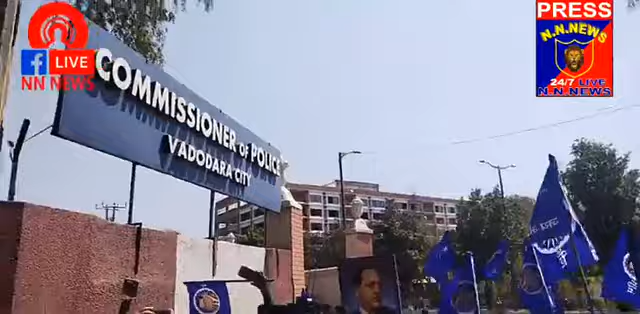 LIVE
NN NEWS
PRESS
N.N.NEWS
24/7 LIVE
N.N.NEWS
COMMISSIONER OF POLICE
VADODARA CITY